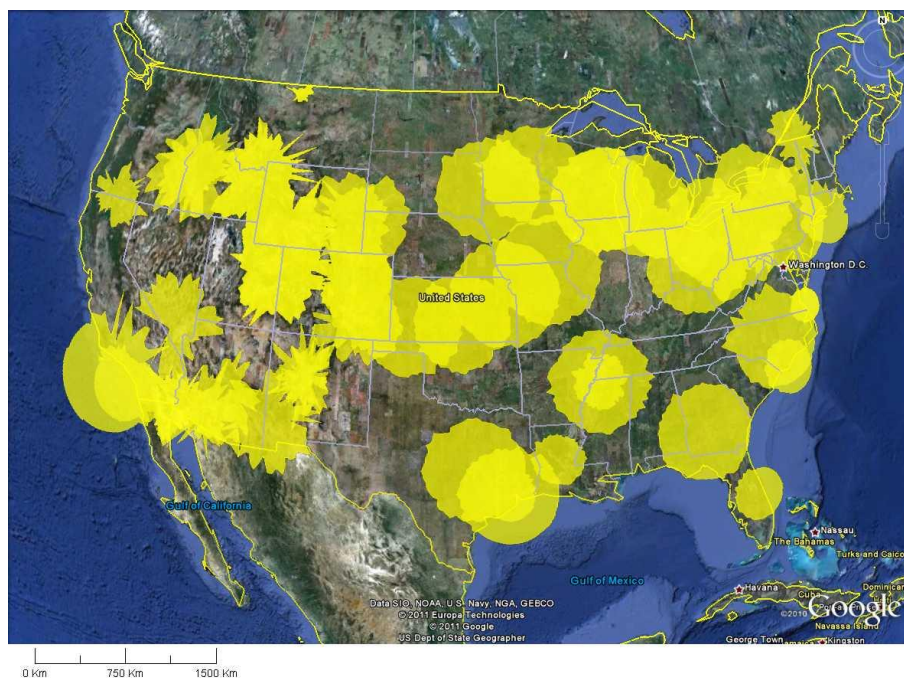 N
United States
Washington D.C.
Gulf of California
Nassau
The Bahamas
Turks and Caico
Gulf of Mexico
Havana
Cuba
Dominican
Data SIO, NOAA, U.S. Navy, NGA, GEBCO
© 2011 Europa Technologies
© 2011 Google
US Dept of State Geographer
©2010
Google
Navassa Island
George Town
Kingston
0 Km 750 Km 1500 Km